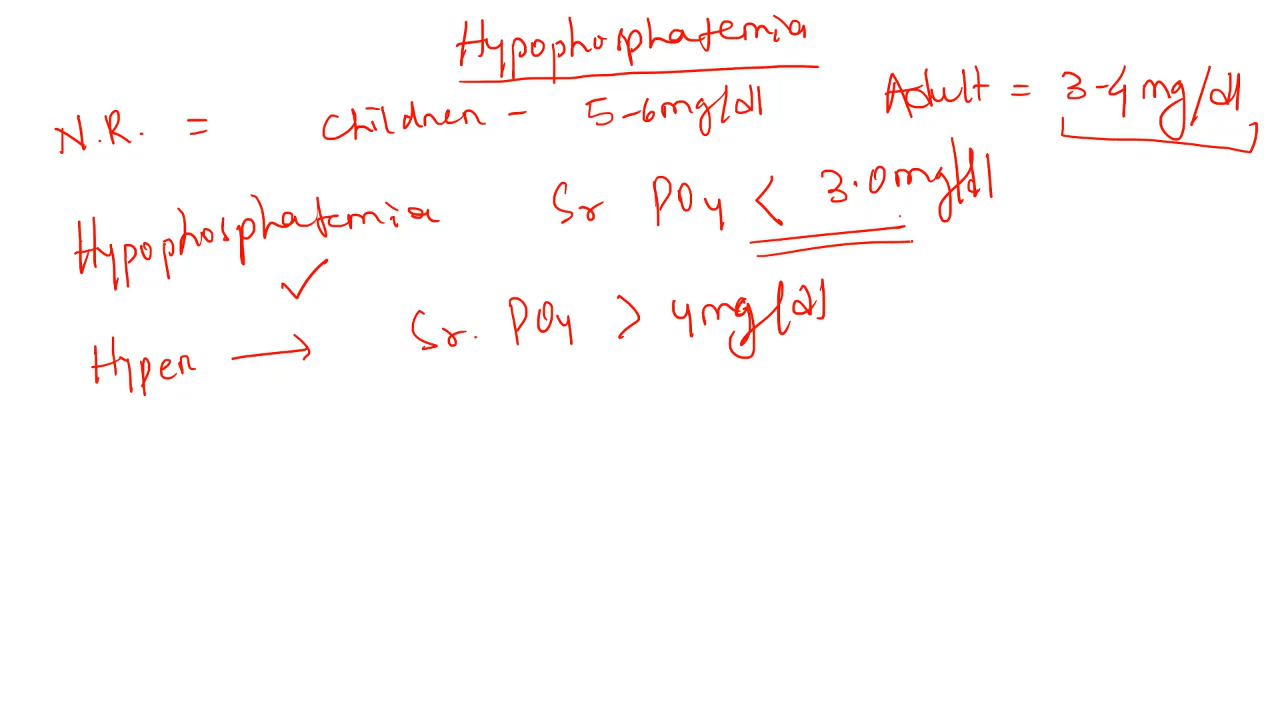 Hypophosphatemia
N.R. = Children - 5-6mg/dl Adult = 3-4 mg/dl
Hypophosphatemia Sr PO4 < 3.0mg/dl
Hyper → Sr. PO4 > 4mg/dl